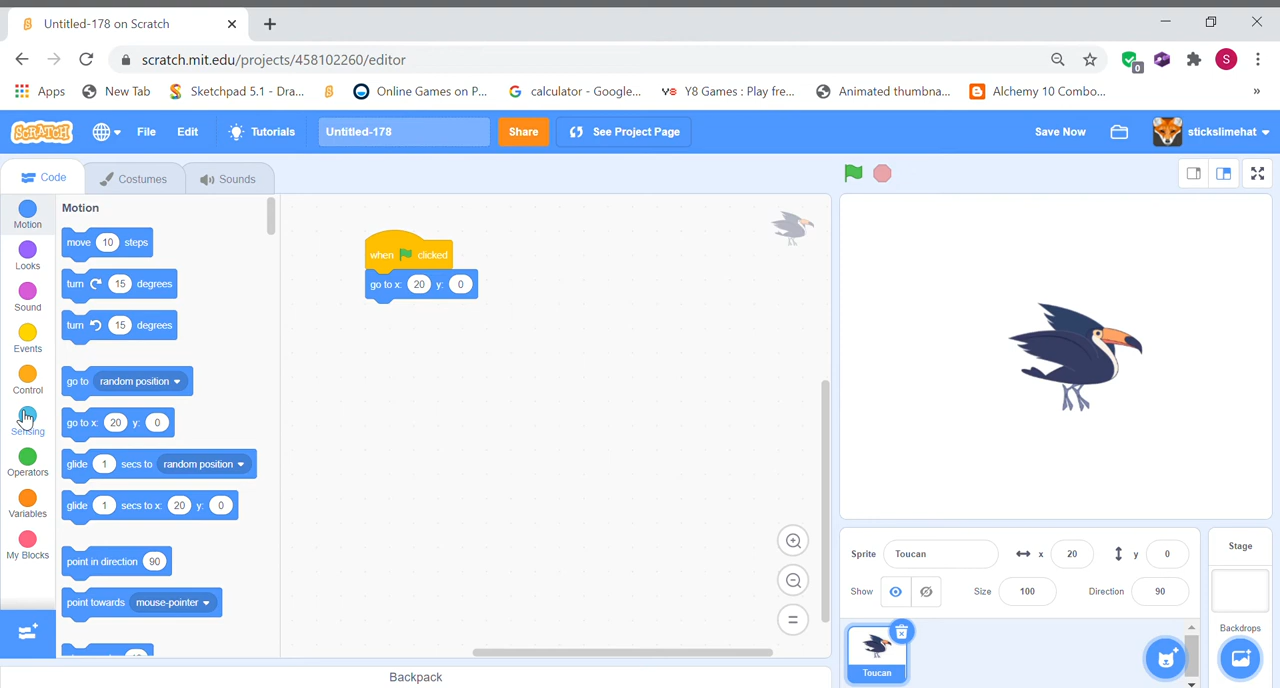 Untitled-178 on Scratch
scratch.mit.edu/projects/458102260/editor
0
S
Apps
New Tab
Sketchpad 5.1 - Dra...
Online Games on P...
calculator - Google...
Y8 Games : Play fre...
Animated thumbna...
Alchemy 10 Combo...
»
SCRATCH
File
Edit
Tutorials
Untitled-178
Share
See Project Page
Save Now
stickslimehat
Code
Costumes
Sounds
Motion
Looks
Sound
Events
Control
Sensing
Operators
Variables
My Blocks
Motion
move 10 steps
turn 15 degrees
turn 15 degrees
go to random position
go to x: 20 y: 0
glide 1 secs to random position
glide 1 secs to x: 20 y: 0
point in direction 90
point towards mouse-pointer
when clicked
go to x: 20 y: 0
Backpack
Sprite Toucan x 20 y 0
Show Size 100 Direction 90
Toucan
Stage
Backdrops